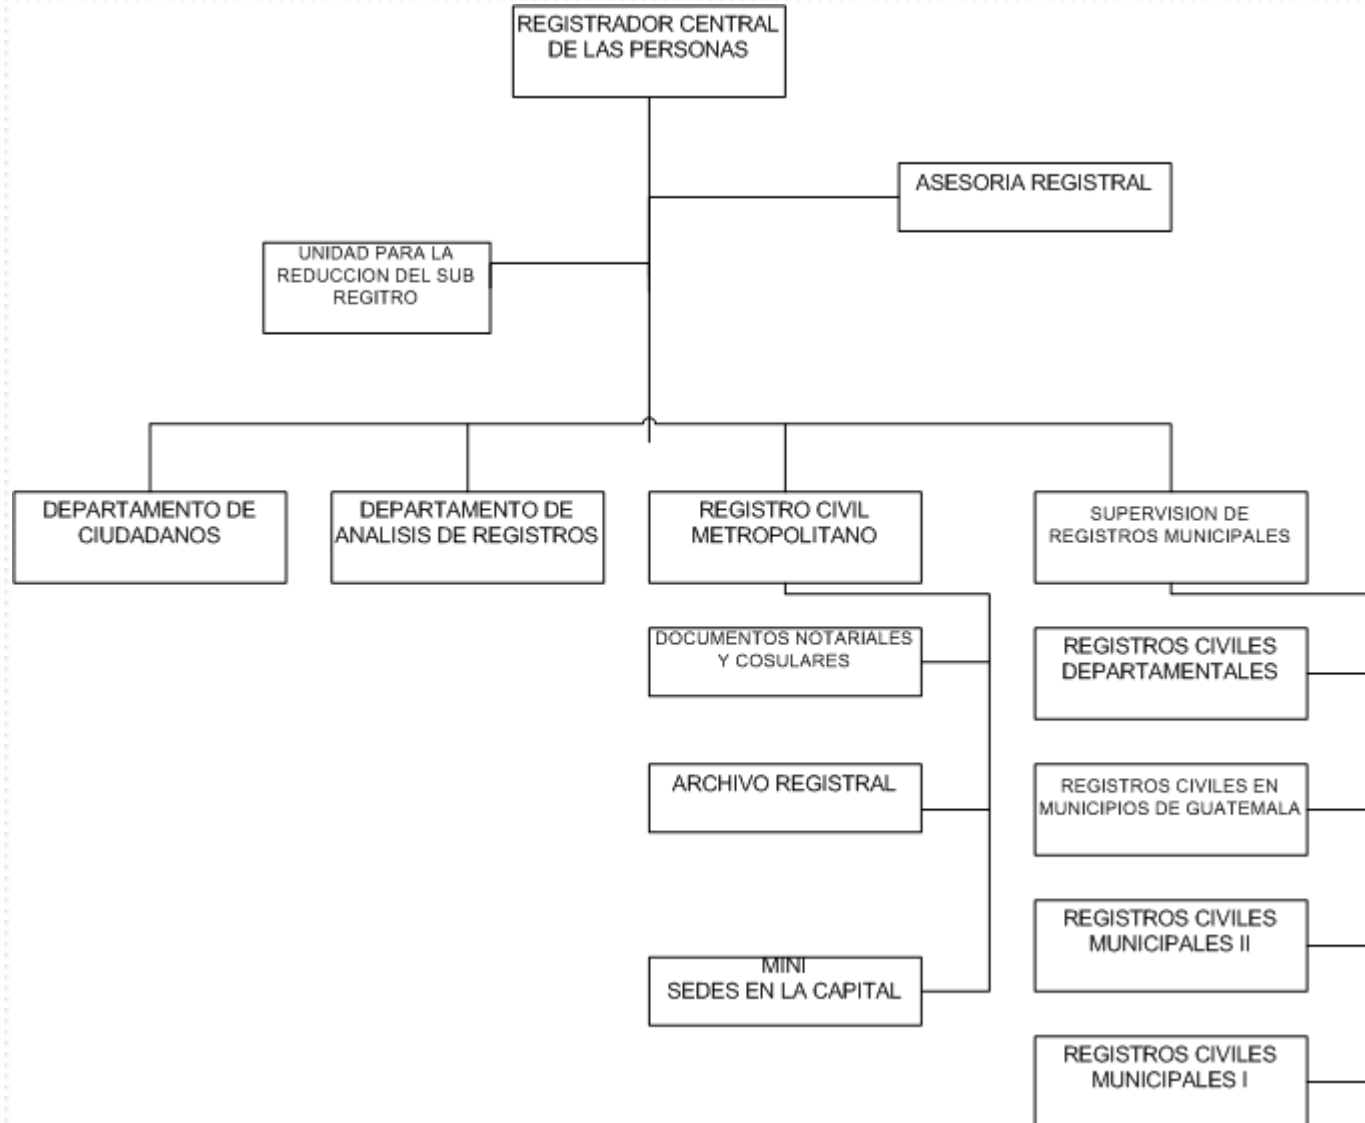 REGISTRADOR CENTRAL
DE LAS PERSONAS
ASESORIA REGISTRAL
UNIDAD PARA LA
REDUCCION DEL SUB
REGITRO
DEPARTAMENTO DE
CIUDADANOS
DEPARTAMENTO DE
ANALISIS DE REGISTROS
REGISTRO CIVIL
METROPOLITANO
SUPERVISION DE
REGISTROS MUNICIPALES
DOCUMENTOS NOTARIALES
Y COSULARES
ARCHIVO REGISTRAL
MINI
SEDES EN LA CAPITAL
REGISTROS CIVILES
DEPARTAMENTALES
REGISTROS CIVILES EN
MUNICIPIOS DE GUATEMALA
REGISTROS CIVILES
MUNICIPALES II
REGISTROS CIVILES
MUNICIPALES I